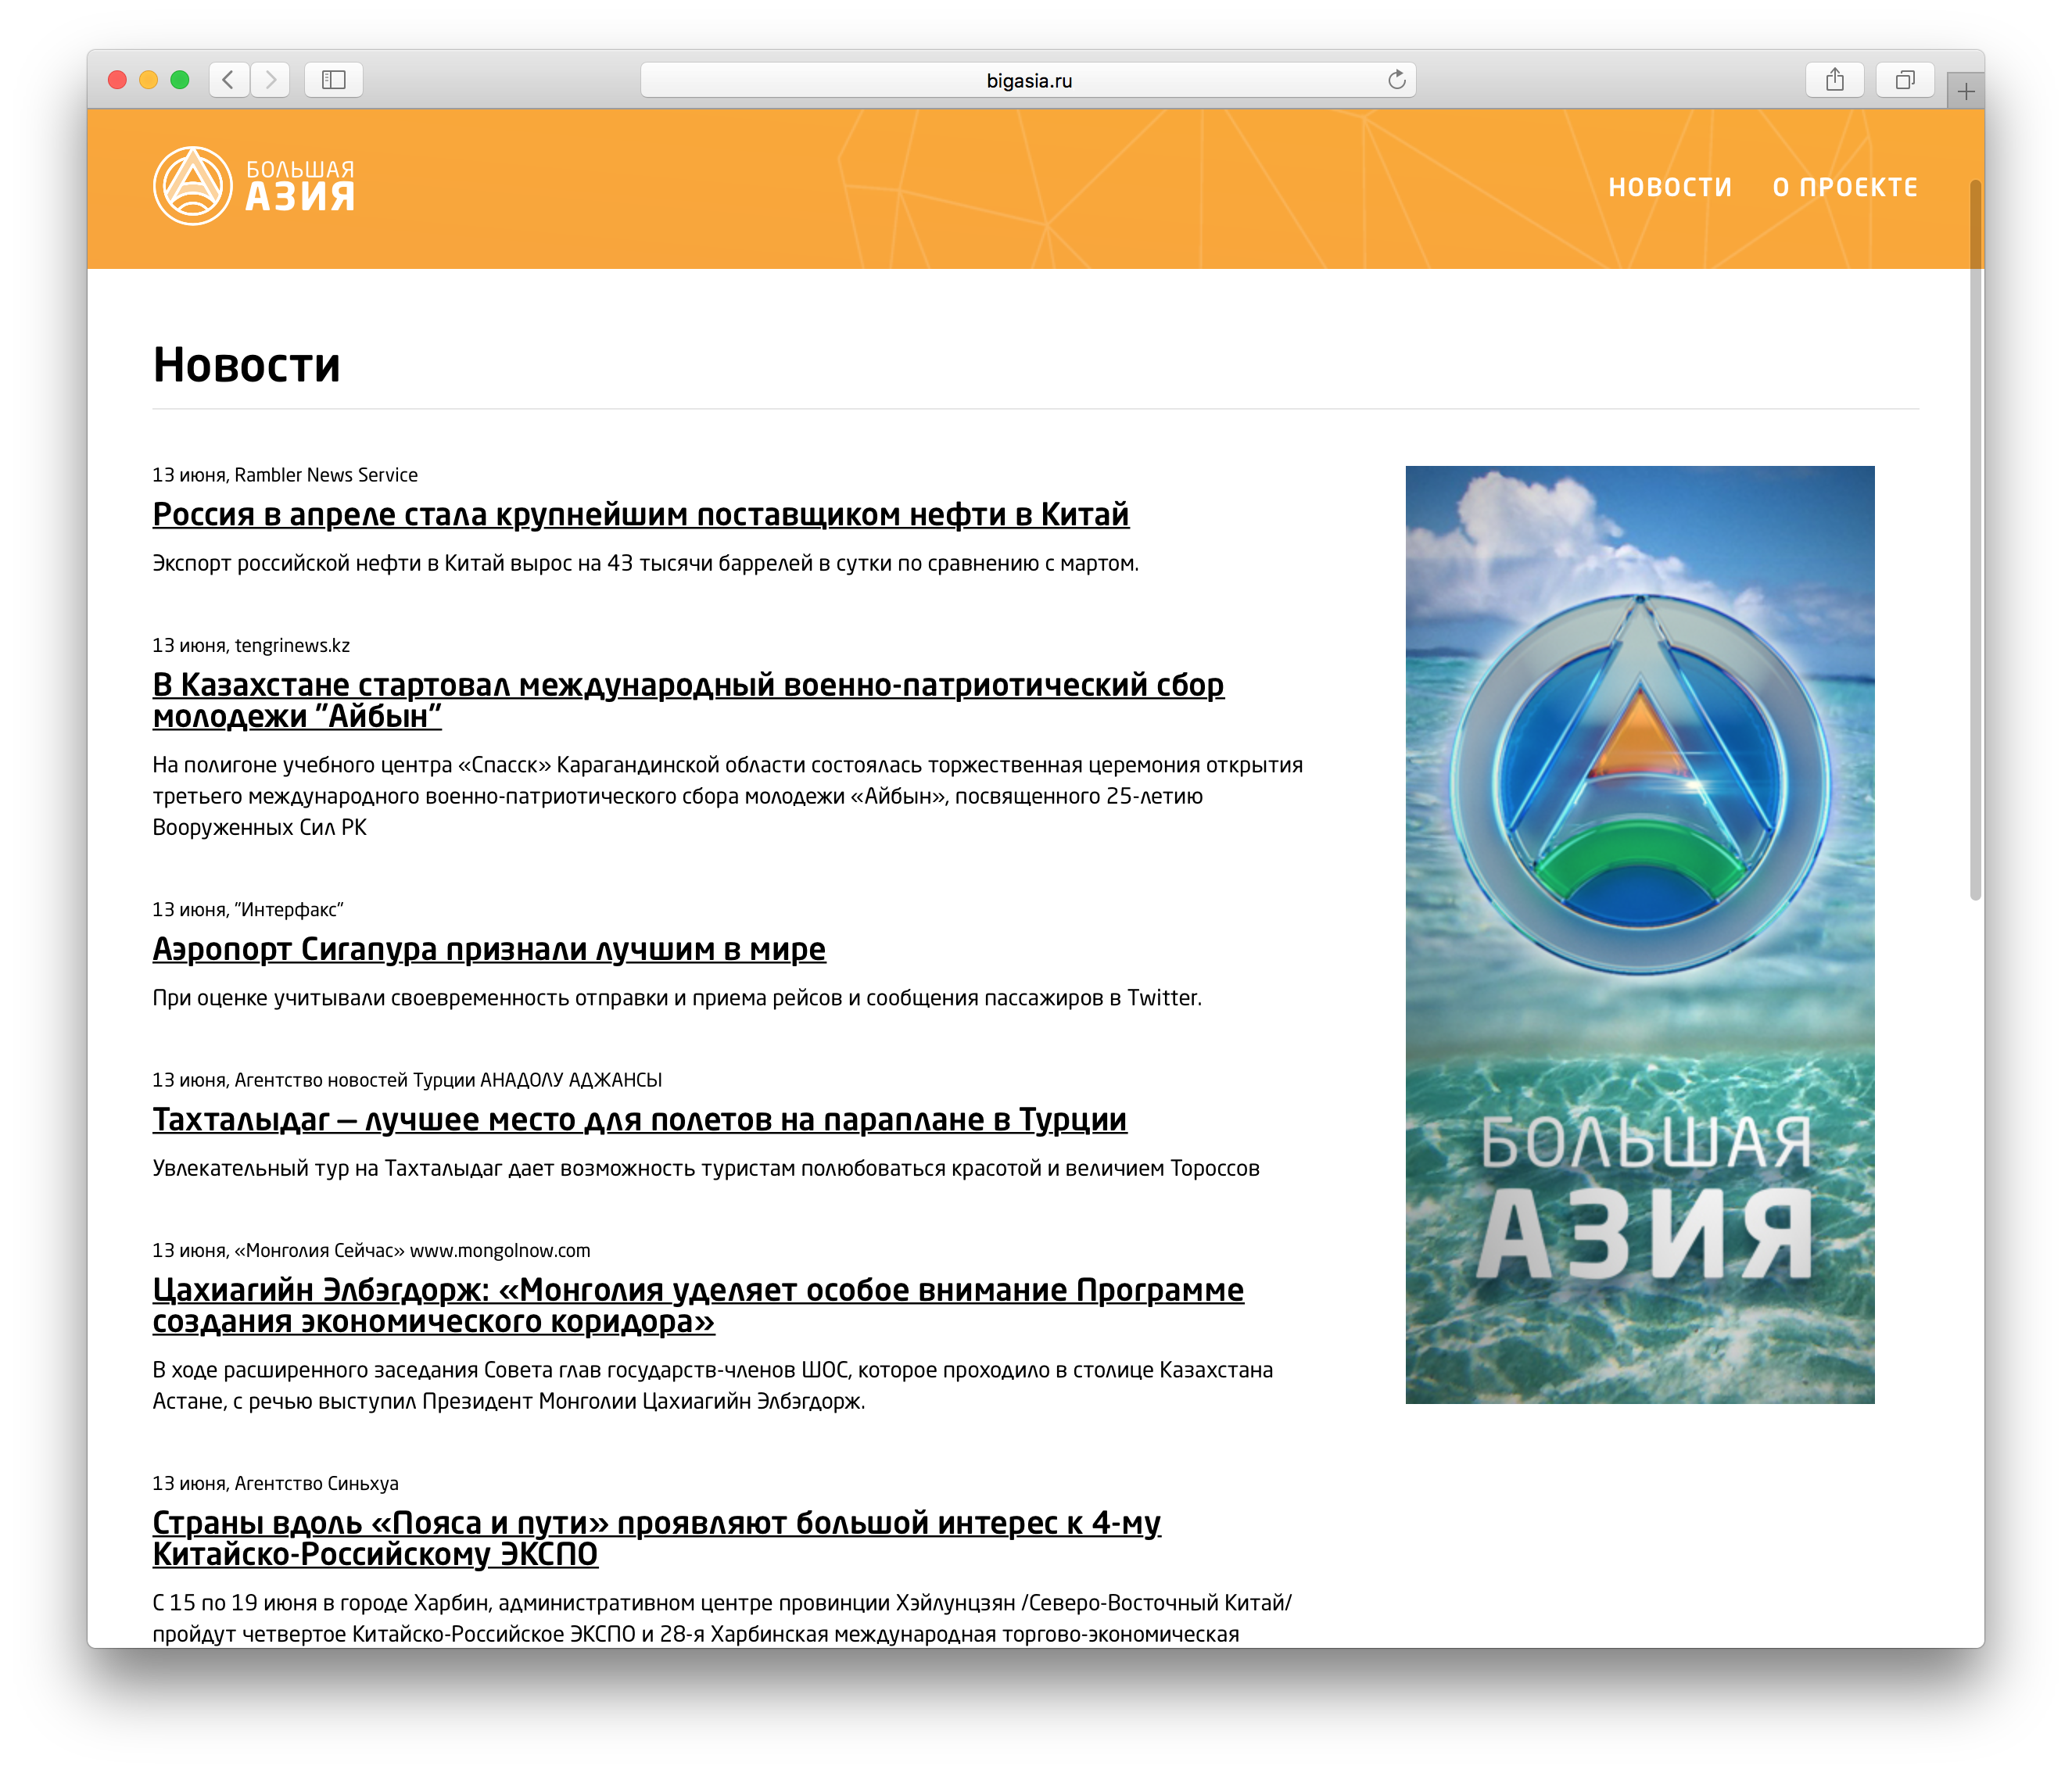 bigasia.ru
БОЛЬШАЯ
АЗИЯ
НОВОСТИ О ПРОЕКТЕ
Новости
13 июня, Rambler News Service
Россия в апреле стала крупнейшим поставщиком нефти в Китай
Экспорт российской нефти в Китай вырос на 43 тысячи баррелей в сутки по сравнению с мартом.
13 июня, tengrinews.kz
В Казахстане стартовал международный военно-патриотический сбор
молодежи "Айбын"
На полигоне учебного центра «Спасск» Карагандинской области состоялась торжественная церемония открытия
третьего международного военно-патриотического сбора молодежи «Айбын», посвященного 25-летию
Вооруженных Сил РК
13 июня, "Интерфакс"
Аэропорт Сигапура признали лучшим в мире
При оценке учитывали своевременность отправки и приема рейсов и сообщения пассажиров в Twitter.
13 июня, Агентство новостей Турции АНАДОЛУ АДЖАНСЫ
Тахталыдаг — лучшее место для полетов на параплане в Турции
Увлекательный тур на Тахталыдаг дает возможность туристам полюбоваться красотой и величием Тороссов
13 июня, «Монголия Сейчас» www.mongolnow.com
Цахиагийн Элбэгдорж: «Монголия уделяет особое внимание Программе
создания экономического коридора»
В ходе расширенного заседания Совета глав государств-членов ШОС, которое проходило в столице Казахстана
Астане, с речью выступил Президент Монголии Цахиагийн Элбэгдорж.
13 июня, Агентство Синьхуа
Страны вдоль «Пояса и пути» проявляют большой интерес к 4-му
Китайско-Российскому ЭКСПО
С 15 по 19 июня в городе Харбин, административном центре провинции Хэйлунцзян /Северо-Восточный Китай/
пройдут четвертое Китайско-Российское ЭКСПО и 28-я Харбинская международная торгово-экономическая
БОЛЬШАЯ
АЗИЯ